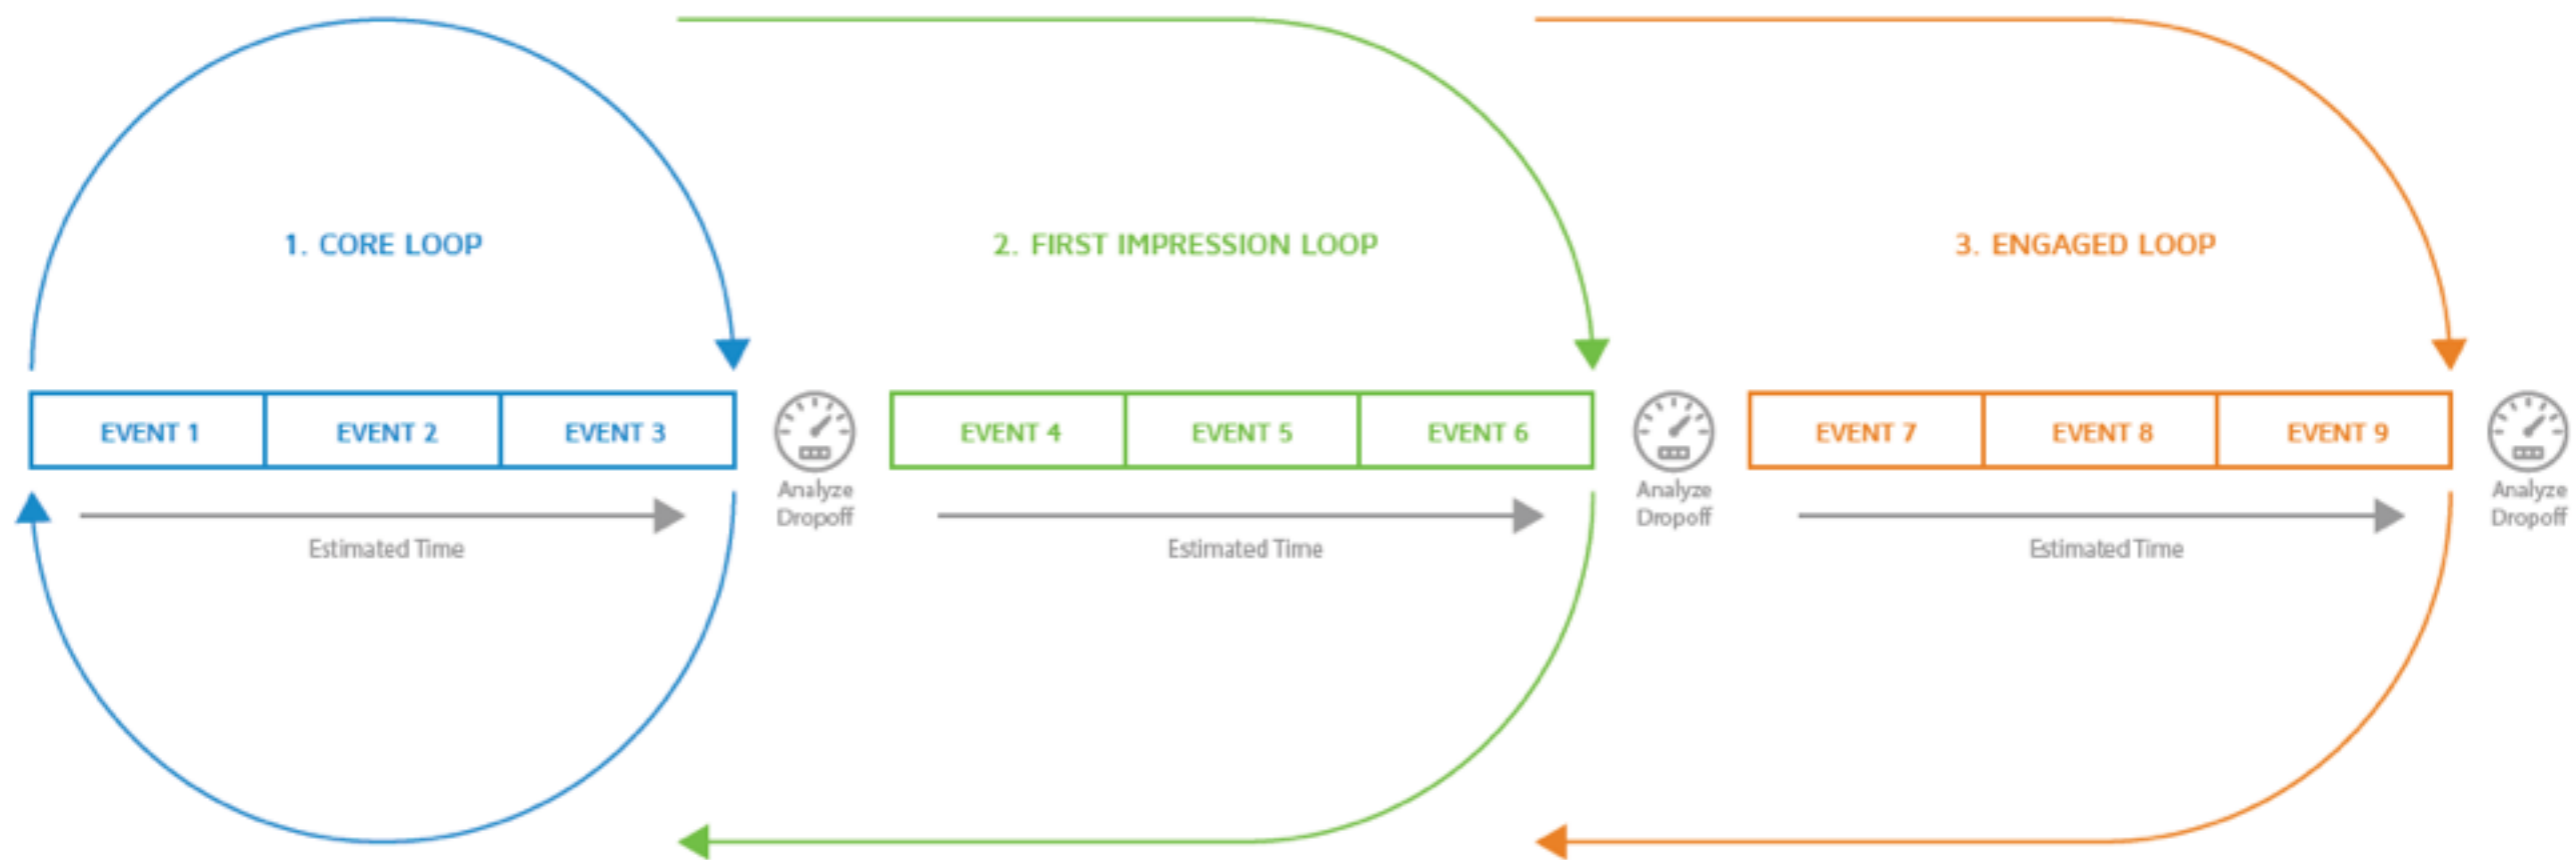 1. CORE LOOP
2. FIRST IMPRESSION LOOP
3. ENGAGED LOOP
EVENT 1
EVENT 2
EVENT 3
Analyze
Dropoff
EVENT 4
EVENT 5
EVENT 6
Analyze
Dropoff
EVENT 7
EVENT 8
EVENT 9
Analyze
Dropoff
Estimated Time
Estimated Time
Estimated Time